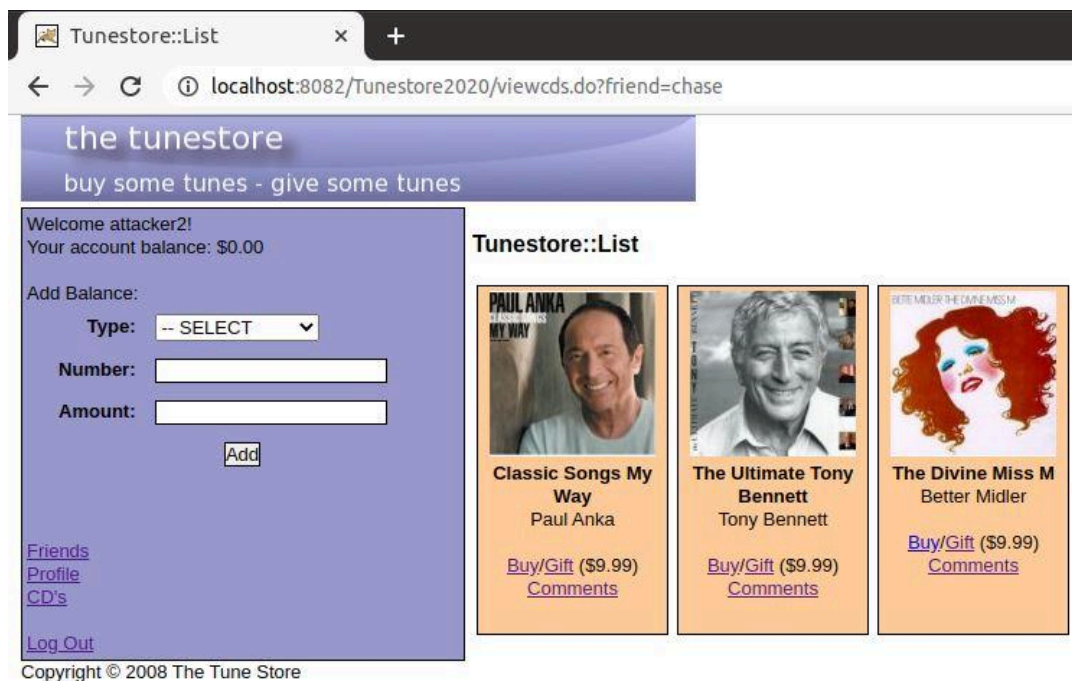 Tunestore::List
localhost:8082/Tunestore2020/viewcds.do?friend=chase
the tunestore
buy some tunes - give some tunes
Welcome attacker2!
Your account balance: $0.00
Add Balance:
Type: -- SELECT
Number:
Amount:
Add
Friends
Profile
CD's
Log Out
Tunestore::List
PAUL ANKA
MY WAY
Classic Songs My
Way
Paul Anka
Buy/Gift ($9.99)
Comments
The Ultimate Tony
Bennett
Tony Bennett
Buy/Gift ($9.99)
Comments
BETTE MIDLER THE DIVINE MISS M
The Divine Miss M
Better Midler
Buy/Gift ($9.99)
Comments
Copyright © 2008 The Tune Store